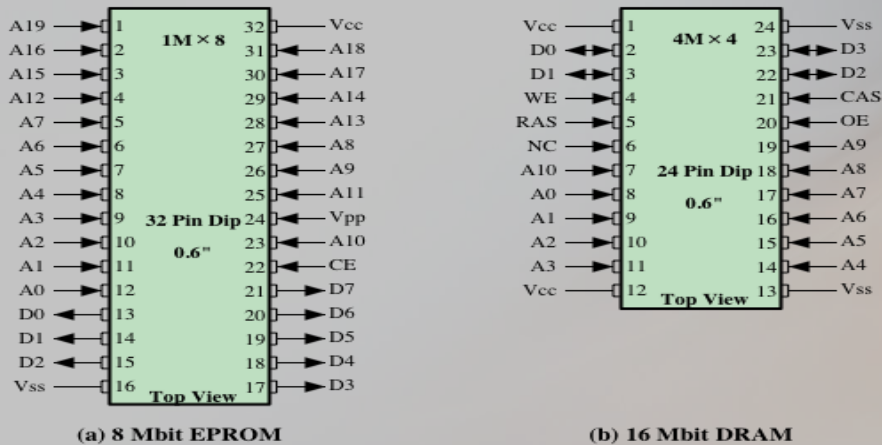 A19 1 1M × 8 32 Vcc
A16 2 31 A18
A15 3 30 A17
A12 4 29 A14
A7 5 28 A13
A6 6 27 A8
A5 7 26 A9
A4 8 25 A11
A3 9 32 Pin Dip 24 Vpp
A2 10 0.6" 23 A10
A1 11 22 CE
A0 12 21 D7
D0 13 20 D6
D1 14 19 D5
D2 15 18 D4
Vss 16 Top View 17 D3
(a) 8 Mbit EPROM
Vcc 1 4M × 4 24 Vss
D0 2 23 D3
D1 3 22 D2
WE 4 21 CAS
RAS 5 20 OE
NC 6 19 A9
A10 7 24 Pin Dip 18 A8
A0 8 0.6" 17 A7
A1 9 16 A6
A2 10 15 A5
A3 11 14 A4
Vcc 12 Top View 13 Vss
(b) 16 Mbit DRAM